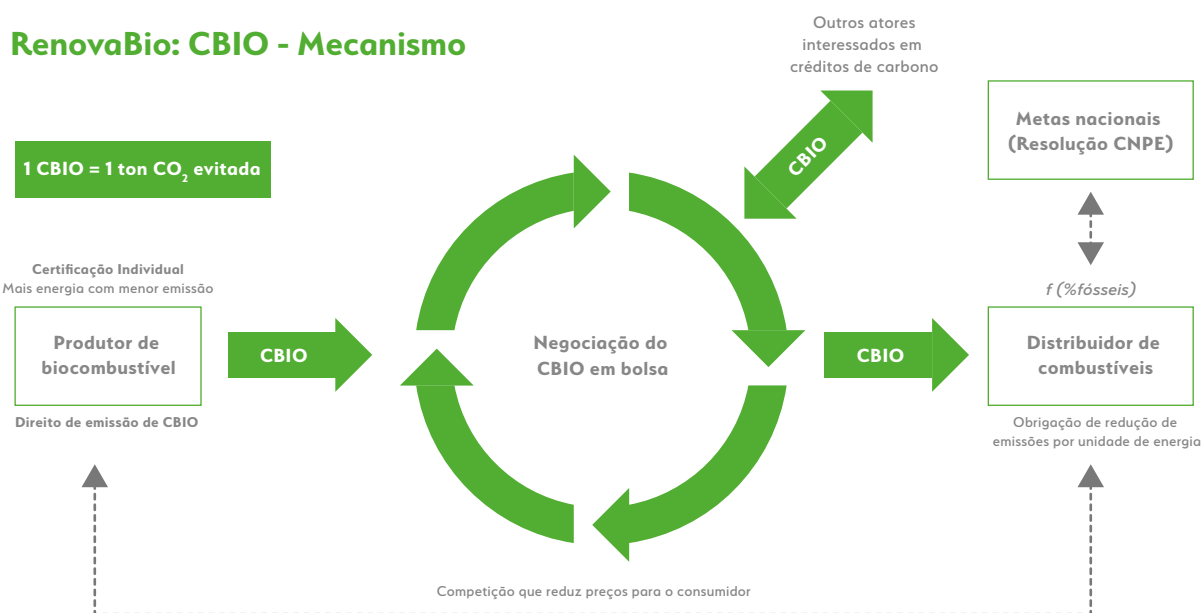 RenovaBio: CBIO - Mecanismo
Outros atores
interessados em
créditos de carbono
CBIO
1 CBIO = 1 ton CO₂ evitada
Metas nacionais
(Resolução CNPE)
Certificação Individual
Mais energia com menor emissão
Produtor de
biocombustível
Direito de emissão de CBIO
CBIO
Negociação do
CBIO em bolsa
CBIO
f (%fósseis)
Distribuidor de
combustíveis
Obrigação de redução de
emissões por unidade de energia
Competição que reduz preços para o consumidor